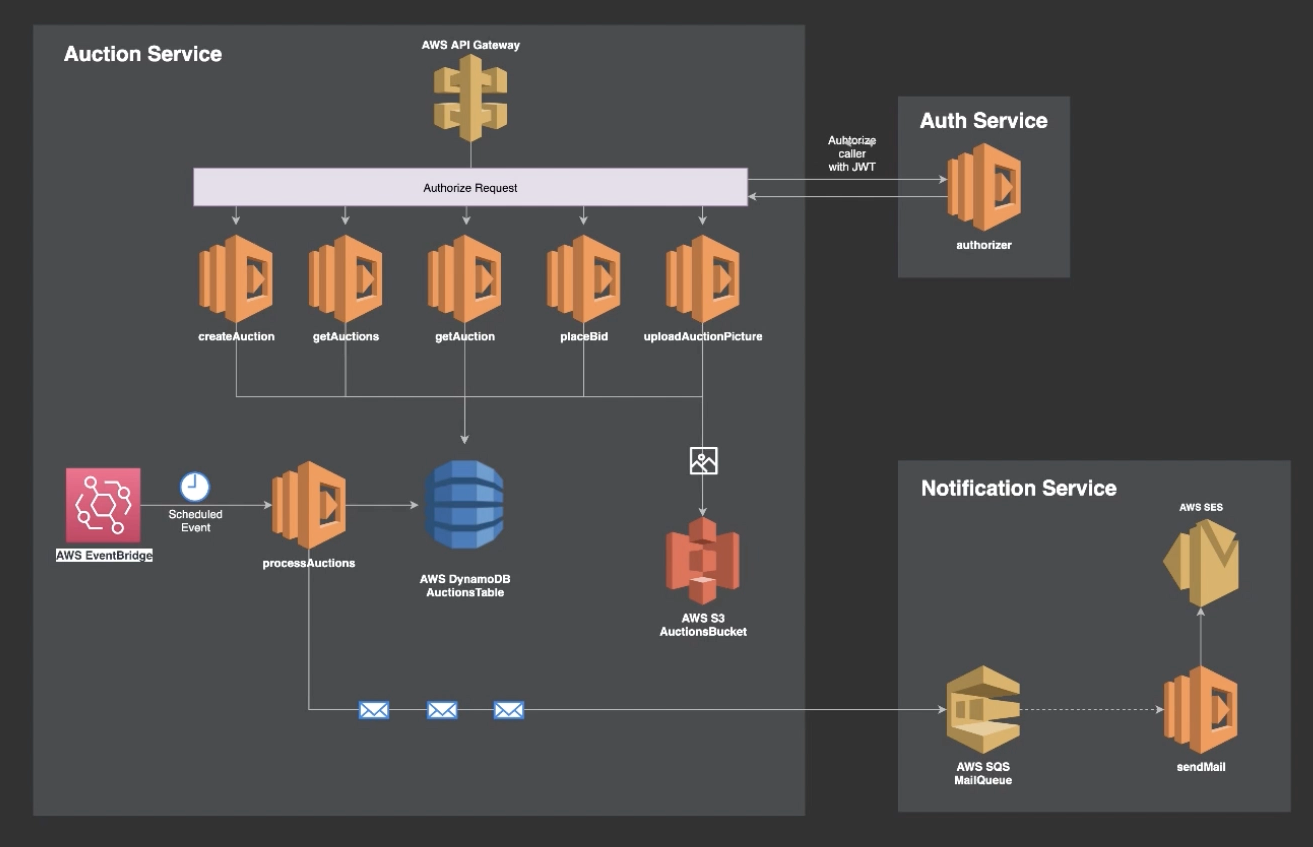 Auction Service
AWS API Gateway
Authorize Request
Authorize
caller
with JWT
Auth Service
authorizer
createAuction
getAuctions
getAuction
placeBid
uploadAuctionPicture
AWS EventBridge
Scheduled
Event
processAuctions
AWS DynamoDB
AuctionsTable
AWS S3
AuctionsBucket
Notification Service
AWS SES
AWS SQS
MailQueue
sendMail